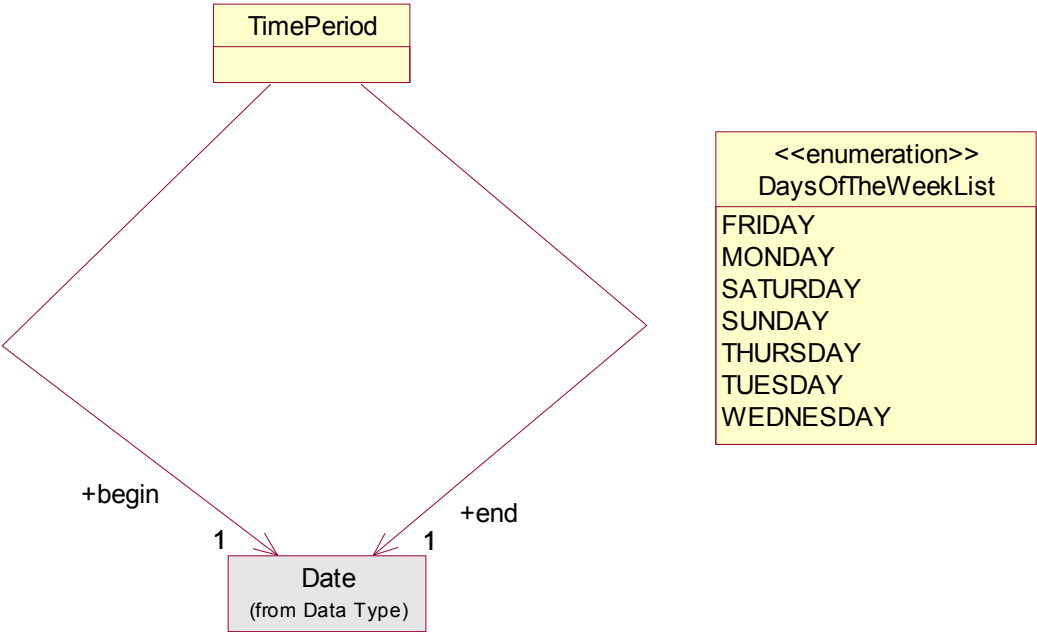 TimePeriod
<<enumeration>>
DaysOfTheWeekList
FRIDAY
MONDAY
SATURDAY
SUNDAY
THURSDAY
TUESDAY
WEDNESDAY
+begin
+end
1
1
Date
(from Data Type)